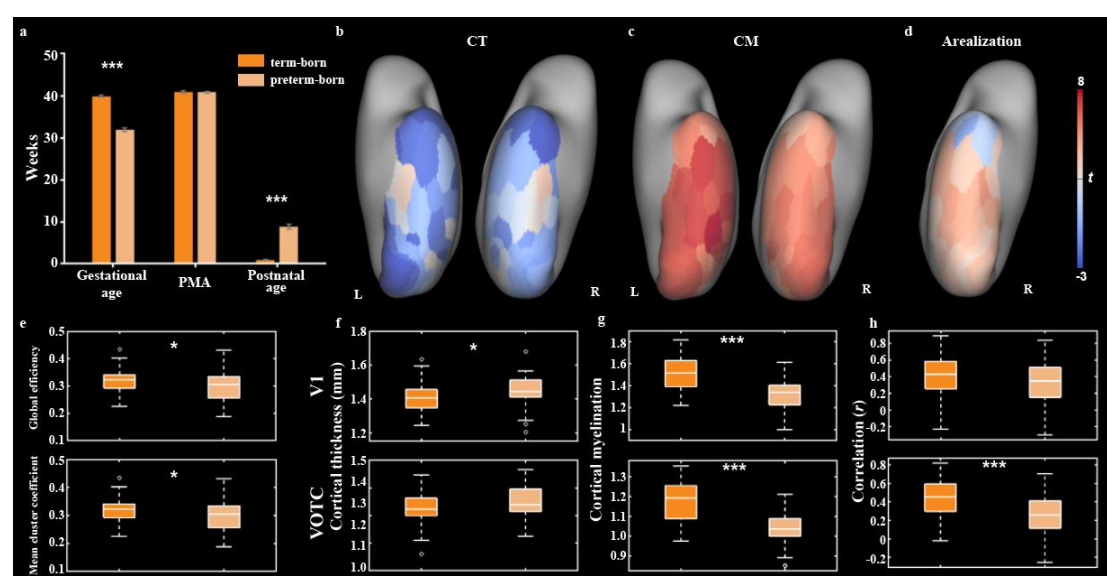 a
Weeks
50
40
30
20
10
0
***
***
term-born
preterm-born
Gestational age
PMA
Postnatal age
b
CT
L
R
c
CM
L
R
d
Arealization
R
8
t
-3
e
Global efficiency
0.5
0.4
0.3
0.2
0.1
*
Mean cluster coefficient
0.5
0.4
0.3
0.2
0.1
*
f
V1
VOTC
Cortical thickness (mm)
1.8
1.6
1.4
1.2
*
1.5
1.4
1.3
1.2
1.1
1.0
g
Cortical myelination
1.8
1.6
1.4
1.2
1
***
1.3
1.2
1.1
1.0
0.9
***
h
Correlation (r)
0.8
0.6
0.4
0.2
0
-0.2
0.8
0.6
0.4
0.2
0
-0.2
***